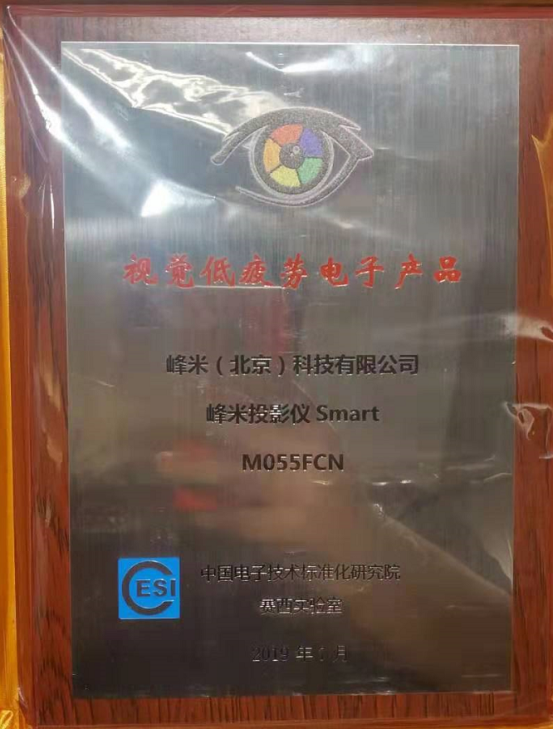 视觉低疲劳电子产品
峰米（北京）科技有限公司
峰米投影仪 Smart
M055FCN
CESI
中国电子技术标准化研究院
赛西实验室
2019 年 月